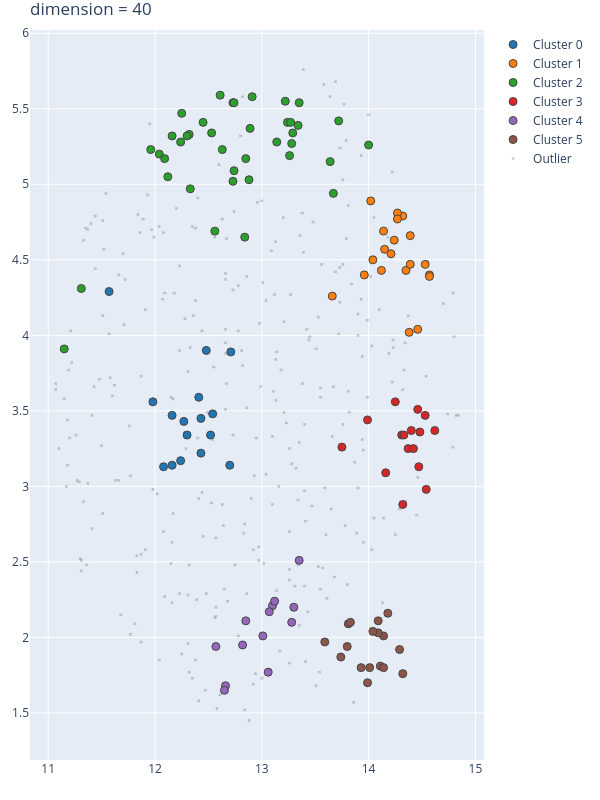 dimension = 40
6
5.5
5
4.5
4
3.5
3
2.5
2
1.5
11 12 13 14 15
Cluster 0
Cluster 1
Cluster 2
Cluster 3
Cluster 4
Cluster 5
Outlier